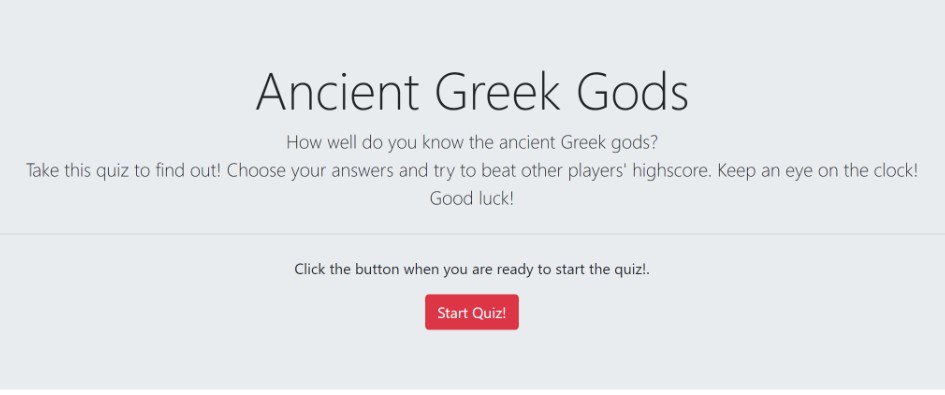 Ancient Greek Gods
How well do you know the ancient Greek gods?
Take this quiz to find out! Choose your answers and try to beat other players' highscore. Keep an eye on the clock!
Good luck!
Click the button when you are ready to start the quiz!.
Start Quiz!